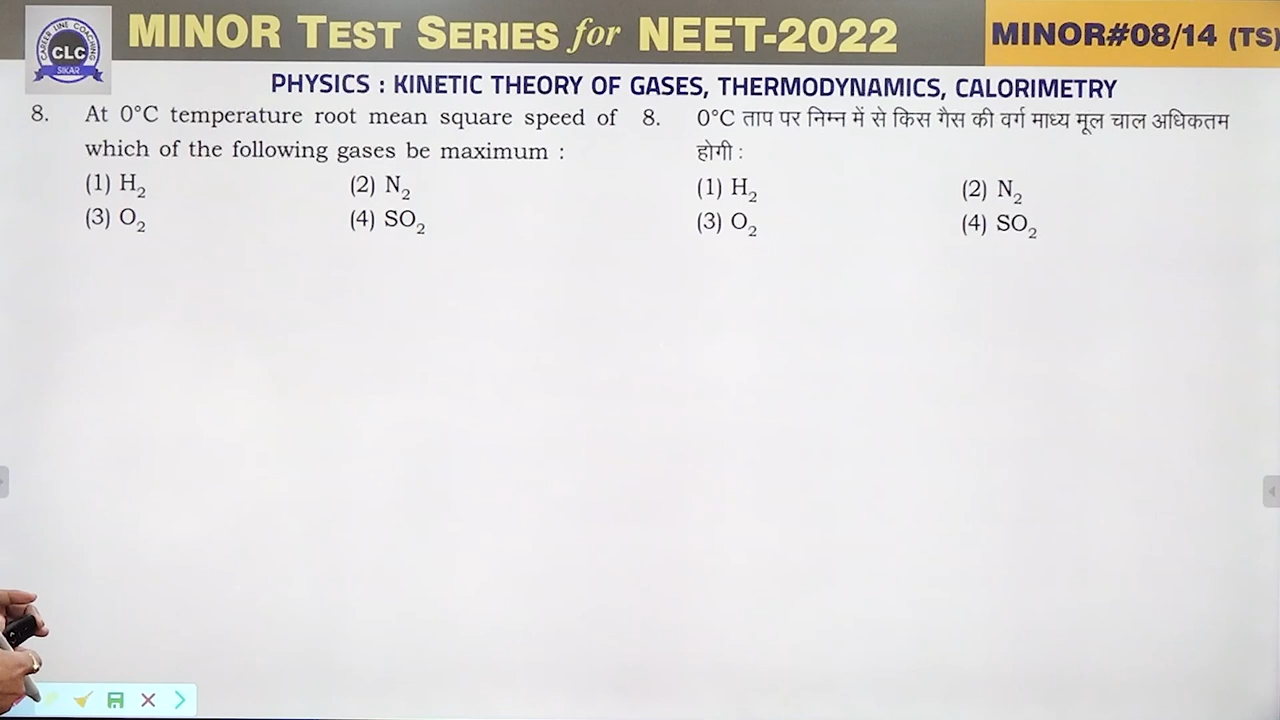 CAREER LINE COACHING
CLC
SIKAR
MINOR TEST SERIES for NEET-2022
MINOR#08/14 (TS)
PHYSICS : KINETIC THEORY OF GASES, THERMODYNAMICS, CALORIMETRY
8. At 0°C temperature root mean square speed of
which of the following gases be maximum :
(1) H₂ (2) N₂
(3) O₂ (4) SO₂
8. 0°C ताप पर निम्न में से किस गैस की वर्ग माध्य मूल चाल अधिकतम
होगी :
(1) H₂ (2) N₂
(3) O₂ (4) SO₂